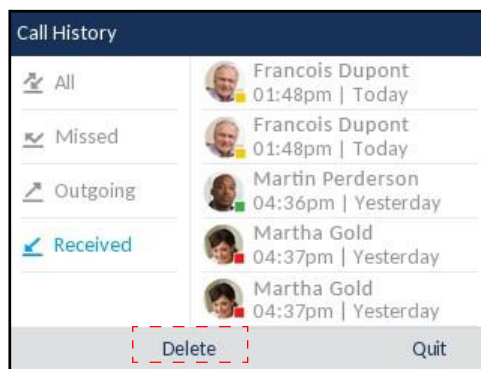 Call History
All
Missed
Outgoing
Received
Francois Dupont
01:48pm | Today
Francois Dupont
01:48pm | Today
Martin Perderson
04:36pm | Yesterday
Martha Gold
04:37pm | Yesterday
Martha Gold
04:37pm | Yesterday
Delete
Quit